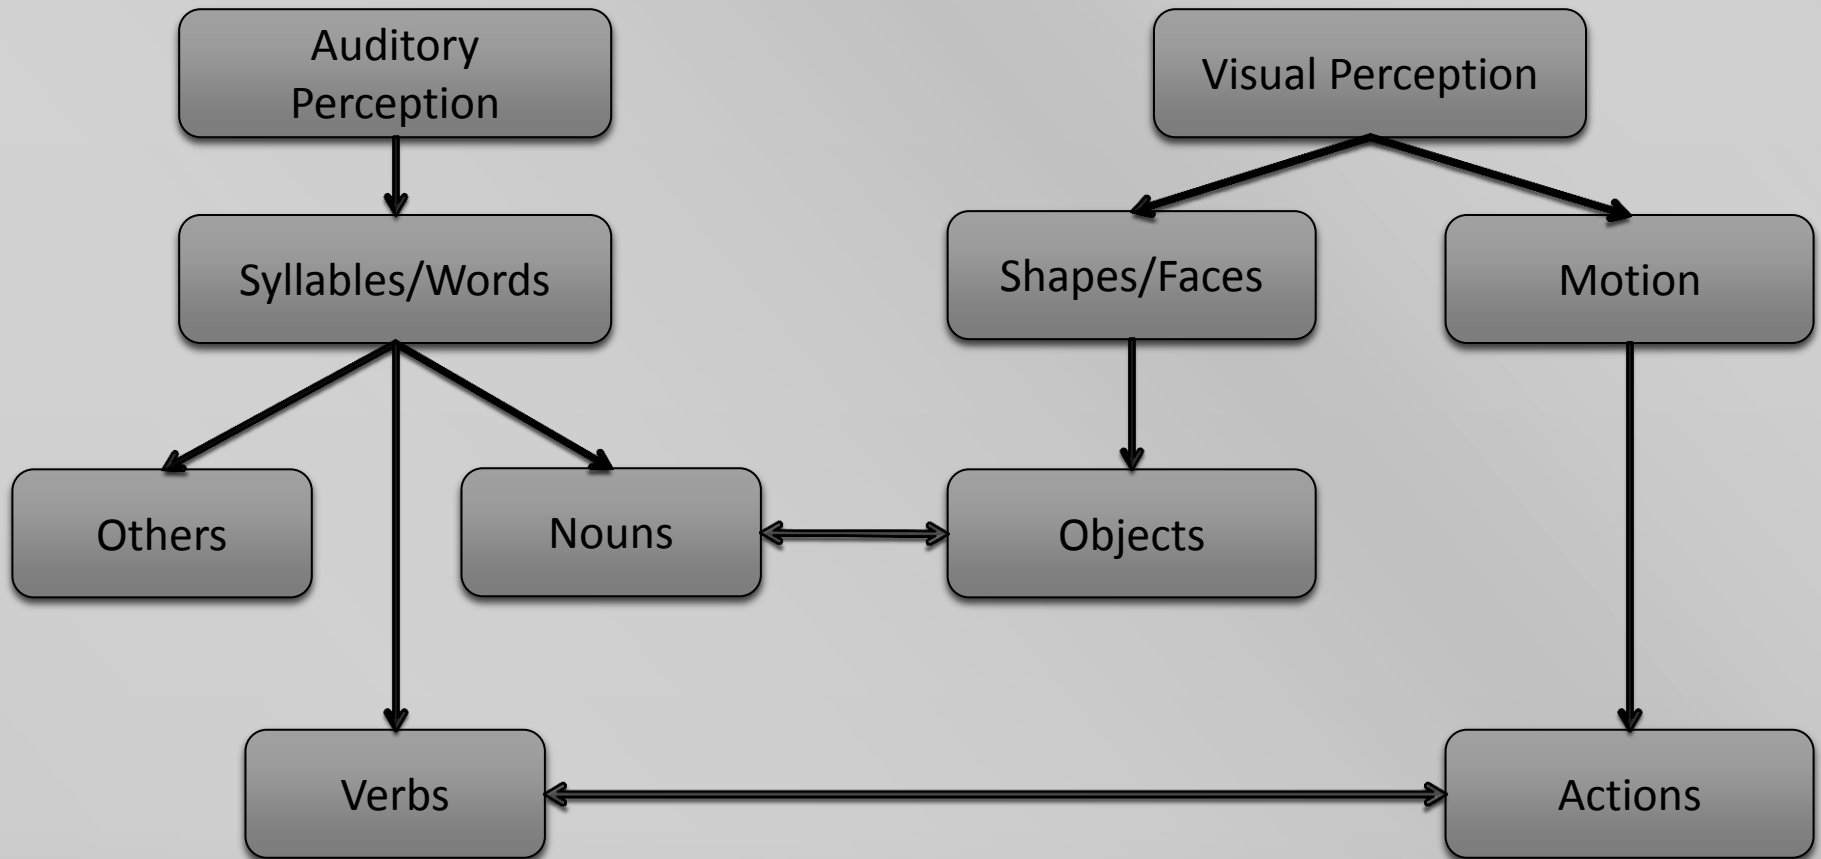 Auditory
Perception
Visual Perception
Syllables/Words
Shapes/Faces
Motion
Others
Nouns
Objects
Verbs
Actions